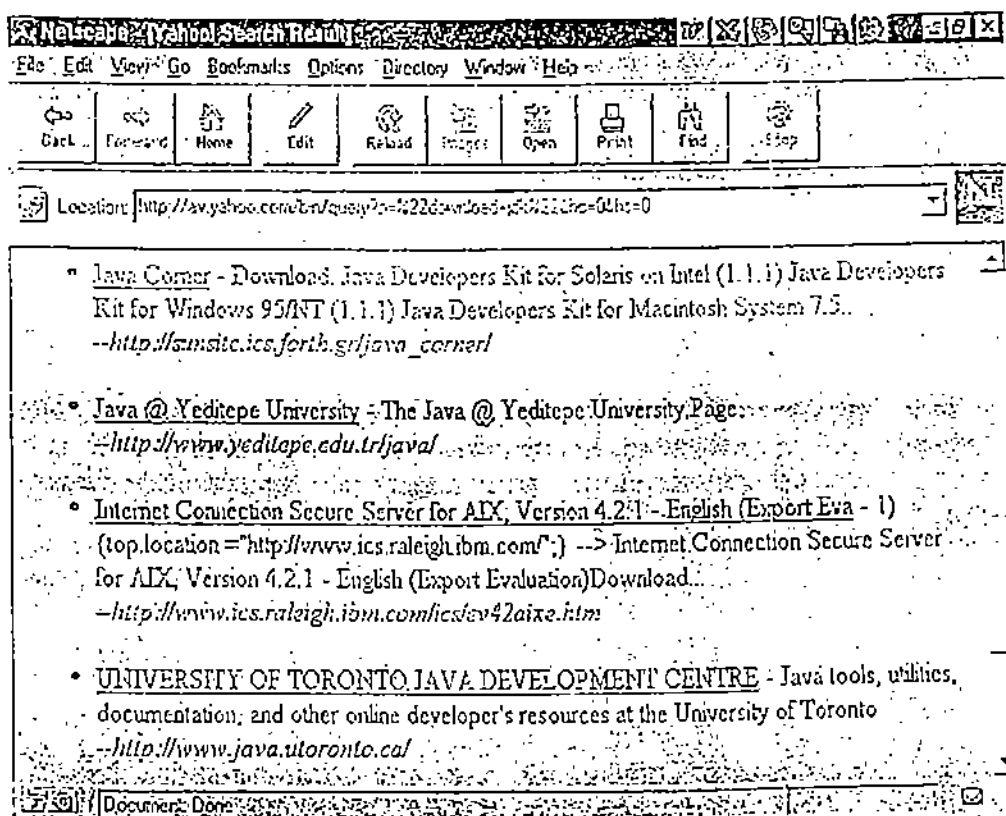 Netscape - [Yahoo! Search Result]
File Edit View Go Bookmarks Options Directory Window Help
Back Forward Home Edit Reload Images Open Print Find Stop
Location:
• Java Corner - Download. Java Developers Kit for Solaris on Intel (1.1.1) Java Developers
Kit for Windows 95/NT (1.1.1) Java Developers Kit for Macintosh System 7.5..
--http://sunsite.ics.forth.gr/java_corner/
• Java @ Yeditepe University - The Java @ Yeditepe University Page.
--http://www.yeditepe.edu.tr/java/
• Internet Connection Secure Server for AIX, Version 4.2.1 - English (Export Eva - 1)
{top.location ="http://www.ics.raleigh.ibm.com/";} --> Internet Connection Secure Server
for AIX, Version 4.2.1 - English (Export Evaluation)Download..
--http://www.ics.raleigh.ibm.com/ics/ev42aixe.htm
• UNIVERSITY OF TORONTO JAVA DEVELOPMENT CENTRE - Java tools, utilities,
documentation, and other online developer's resources at the University of Toronto
--http://www.java.utoronto.ca/
Document: Done